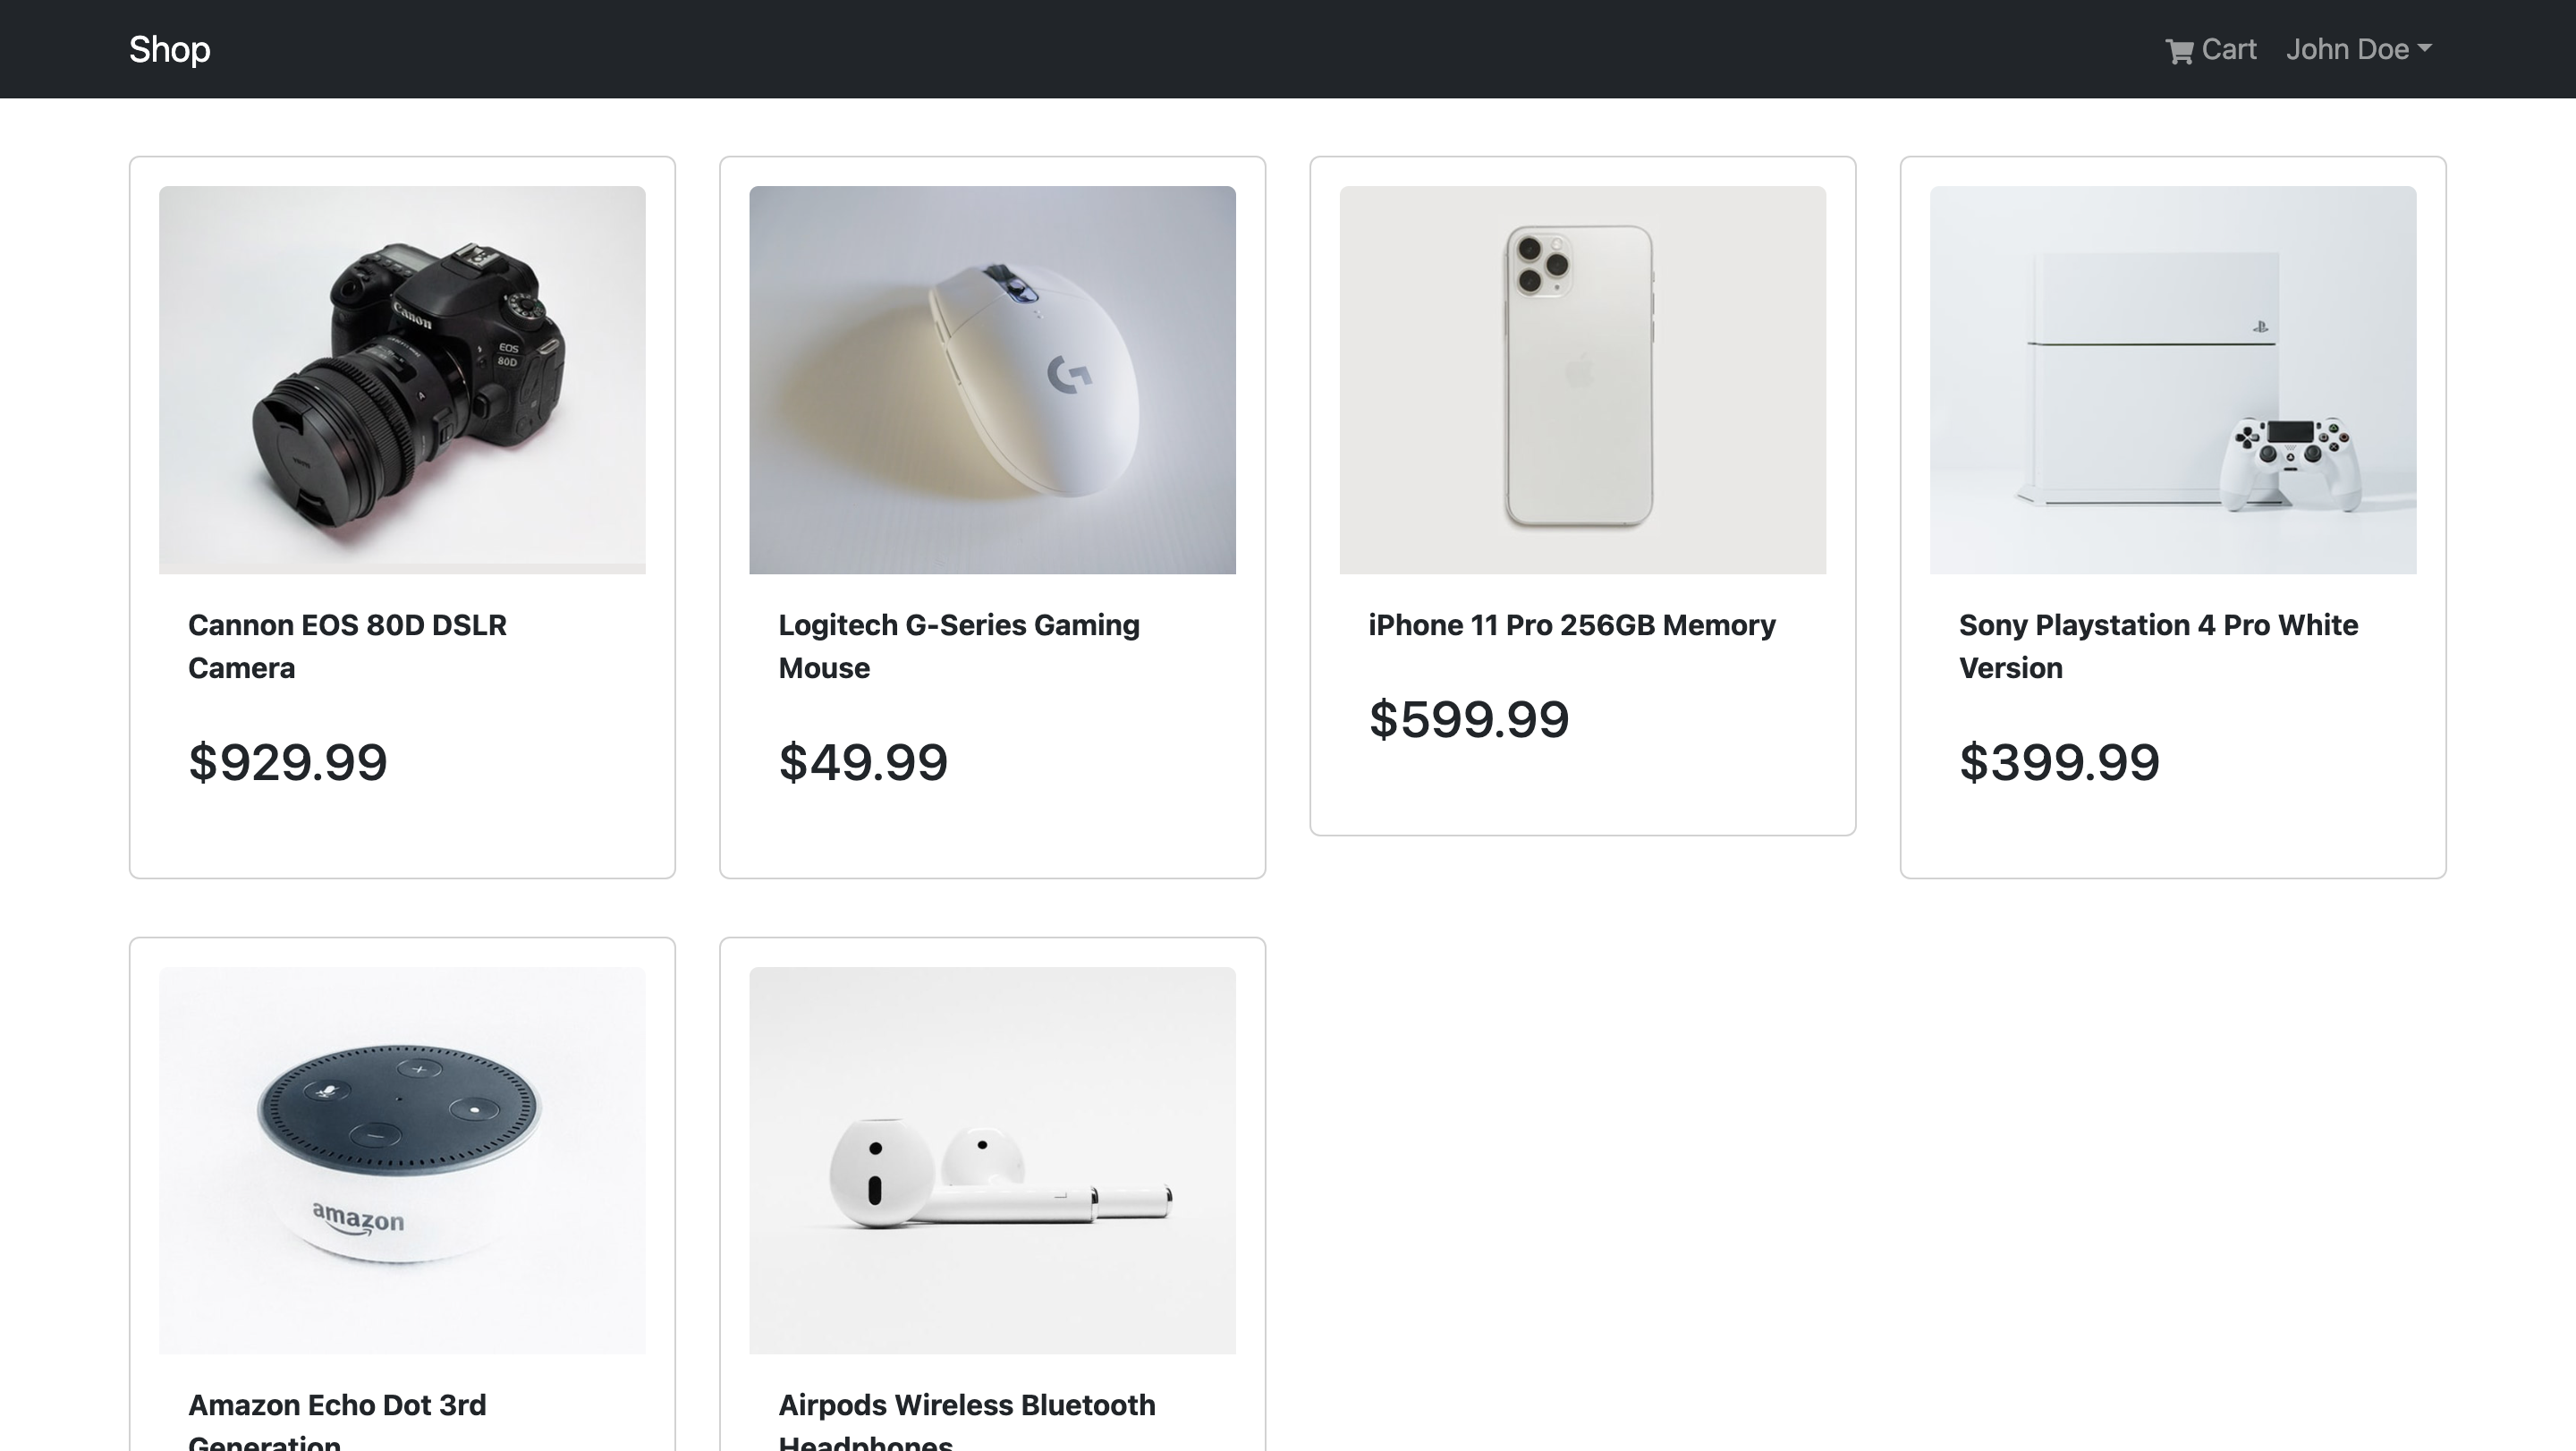 Shop
Cart
John Doe
Canon
EOS
80D
Cannon EOS 80D DSLR
Camera
$929.99
G
Logitech G-Series Gaming
Mouse
$49.99
iPhone 11 Pro 256GB Memory
$599.99
Sony Playstation 4 Pro White
Version
$399.99
amazon
Amazon Echo Dot 3rd
Generation
Airpods Wireless Bluetooth
Headphones